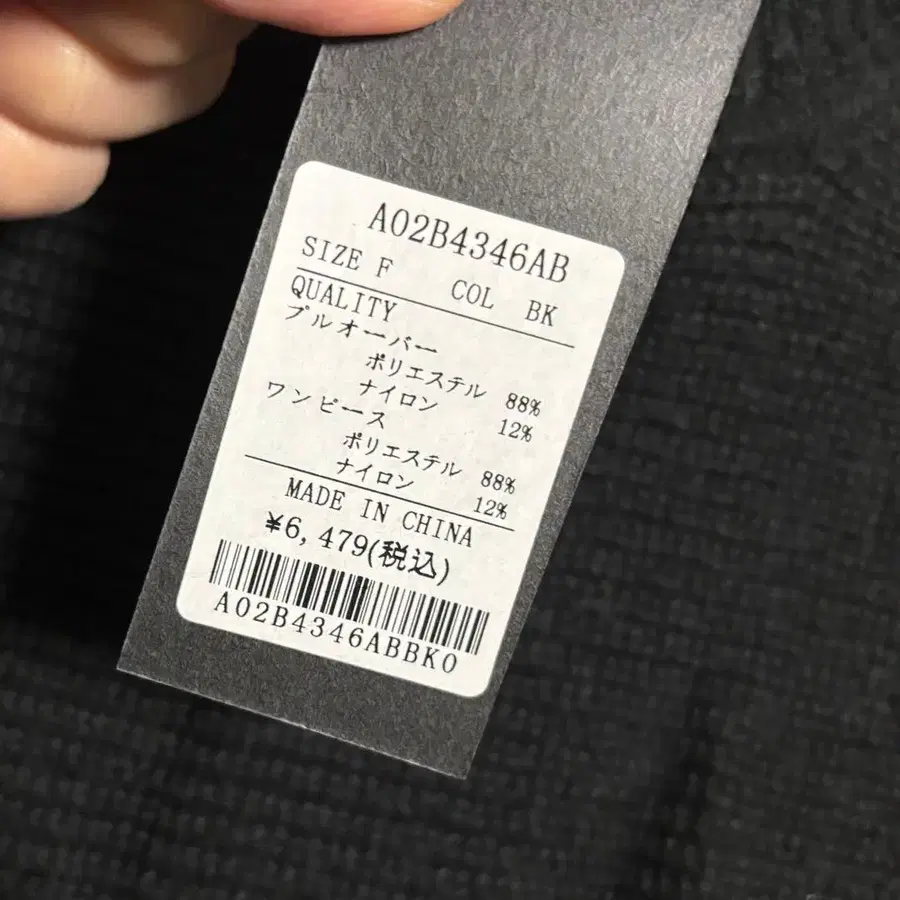 A02B4346AB
SIZE F COL BK
QUALITY
プルオーバー
ポリエステル 88%
ナイロン 12%
ワンピース
ポリエステル 88%
ナイロン 12%
MADE IN CHINA
¥6,479(税込)
A02B4346ABBK0